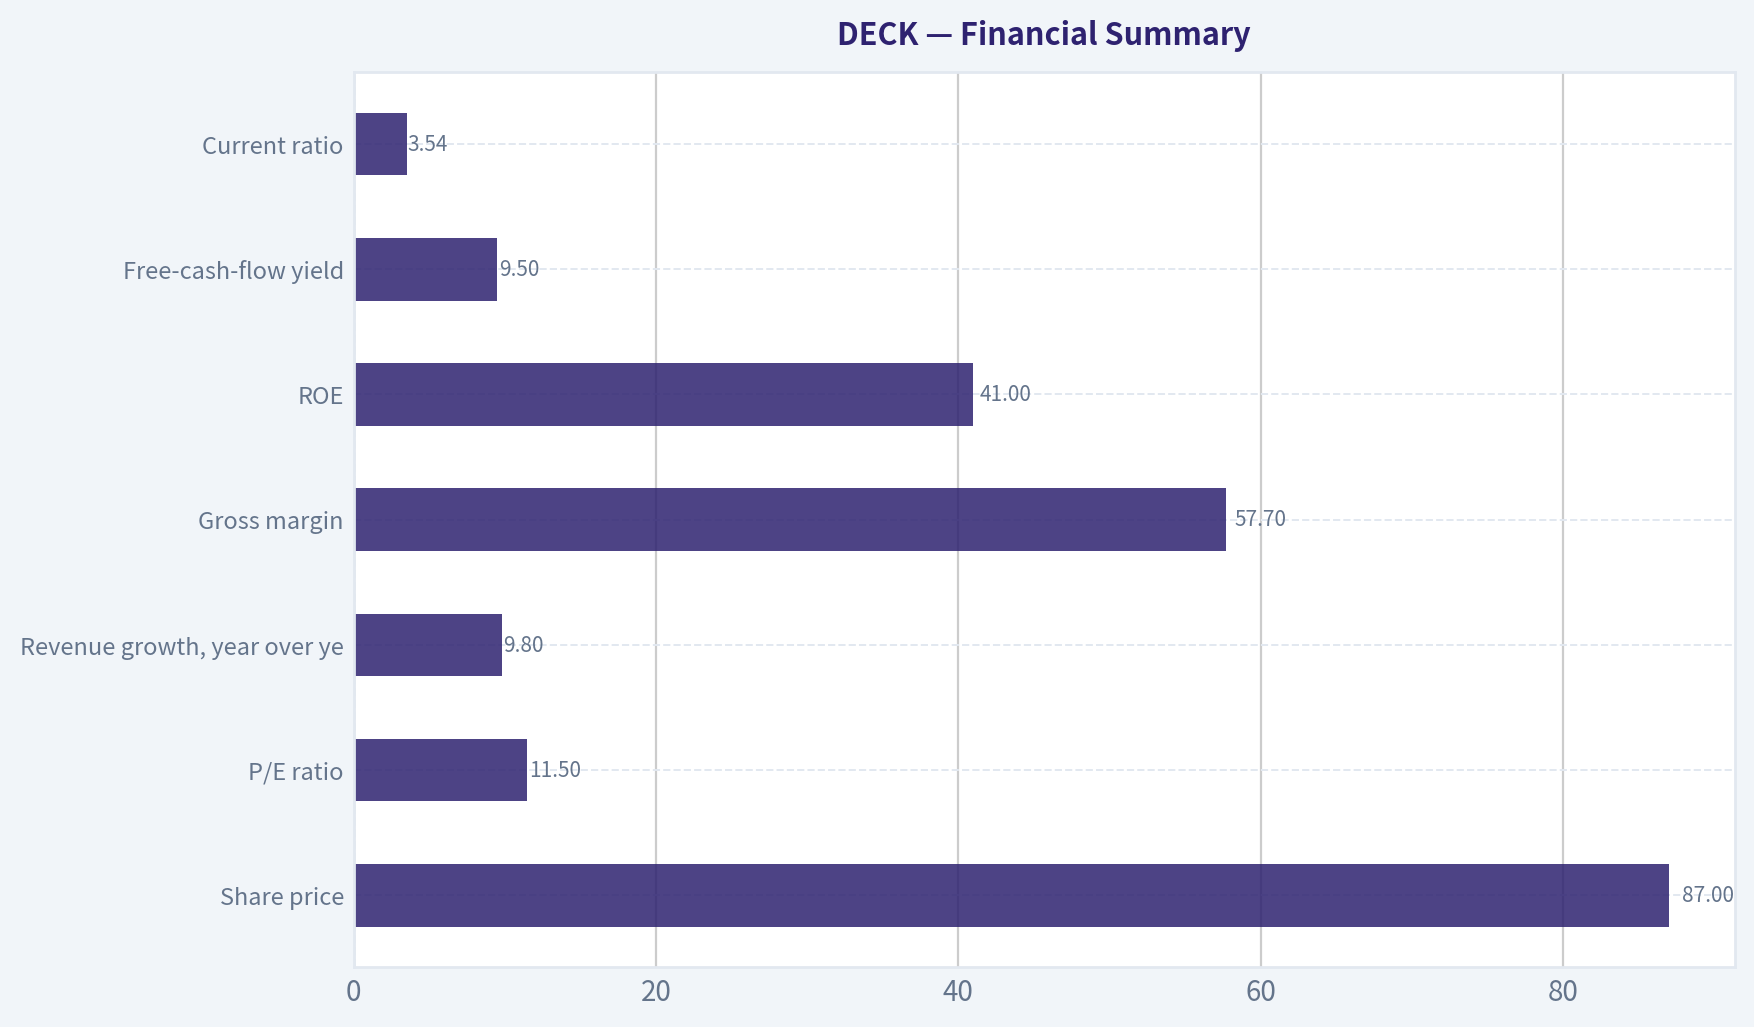 DECK — Financial Summary
Current ratio 3.54
Free-cash-flow yield 9.50
ROE 41.00
Gross margin 57.70
Revenue growth, year over ye 9.80
P/E ratio 11.50
Share price 87.00
0 20 40 60 80